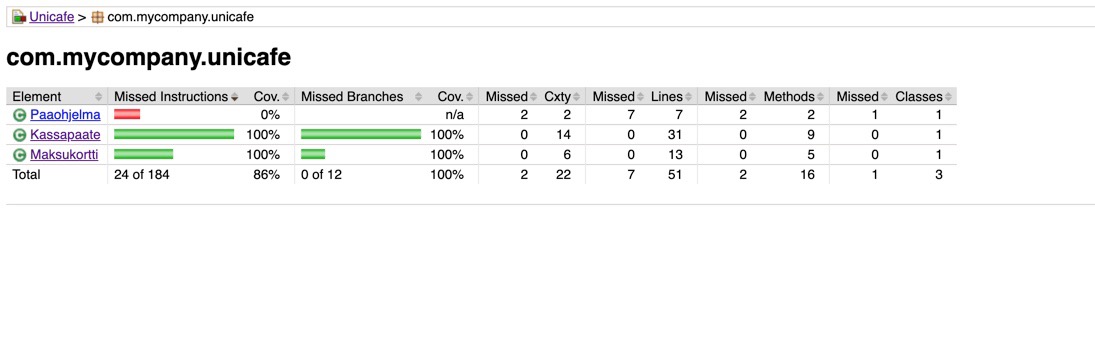 Unicafe > com.mycompany.unicafe
com.mycompany.unicafe
Element Missed Instructions Cov. Missed Branches Cov. Missed Cxty Missed Lines Missed Methods Missed Classes
C Paaohjelma 0% n/a 2 2 7 7 2 2 1 1
C Kassapaate 100% 100% 0 14 0 31 0 9 0 1
C Maksukortti 100% 100% 0 6 0 13 0 5 0 1
Total 24 of 184 86% 0 of 12 100% 2 22 7 51 2 16 1 3